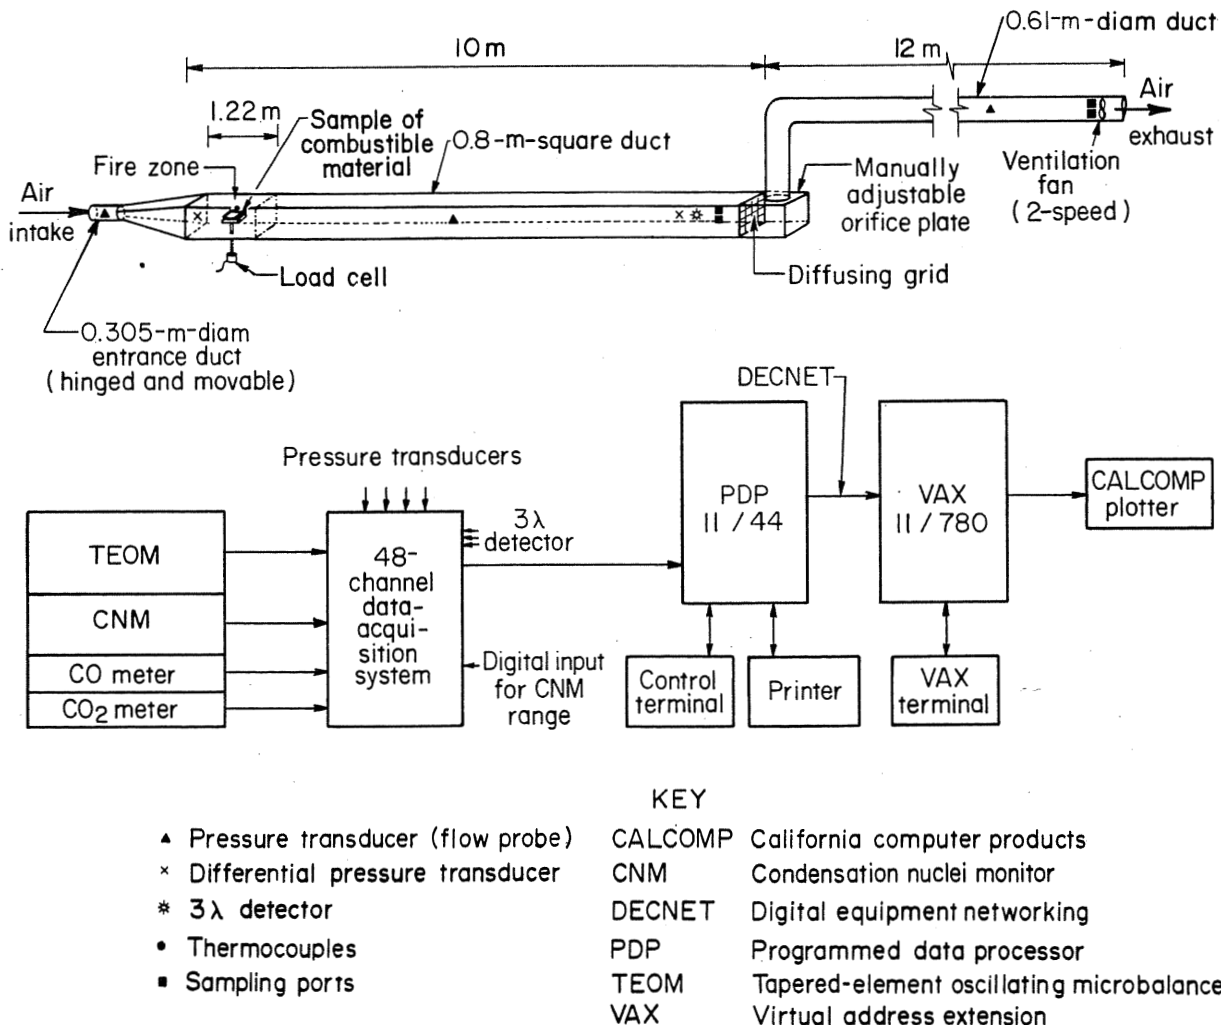 0.61-m-diam duct
10 m
12 m
1.22 m
Sample of
combustible
material
0.8-m-square duct
Air
exhaust
Fire zone
Manually
adjustable
orifice plate
Ventilation
fan
(2-speed)
Air
intake
Load cell
Diffusing grid
0.305-m-diam
entrance duct
(hinged and movable)
DECNET
Pressure transducers
TEOM
CNM
CO meter
CO2 meter
48-
channel
data-
acqui-
sition
system
3λ
detector
Digital input
for CNM
range
PDP
11/44
VAX
11/780
CALCOMP
plotter
Control
terminal
Printer
VAX
terminal
KEY
▲ Pressure transducer (flow probe)
× Differential pressure transducer
☼ 3λ detector
• Thermocouples
■ Sampling ports
CALCOMP California computer products
CNM Condensation nuclei monitor
DECNET Digital equipment networking
PDP Programmed data processor
TEOM Tapered-element oscillating microbalance
VAX Virtual address extension